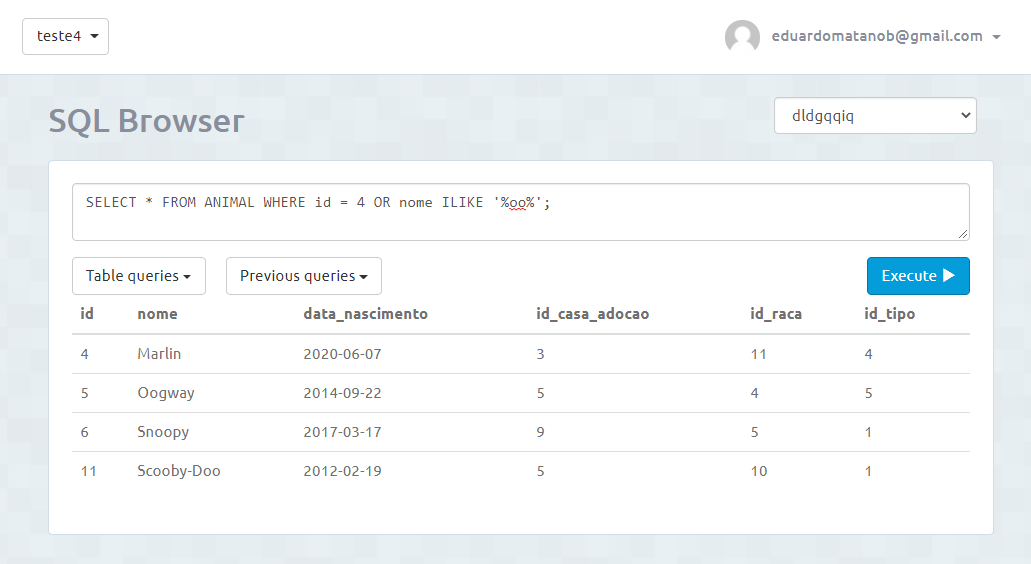 teste4
eduardomatanob@gmail.com
SQL Browser
dldgqqiq
SELECT * FROM ANIMAL WHERE id = 4 OR nome ILIKE '%oo%';
Table queries Previous queries Execute
id nome data_nascimento id_casa_adocao id_raca id_tipo
4 Marlin 2020-06-07 3 11 4
5 Oogway 2014-09-22 5 4 5
6 Snoopy 2017-03-17 9 5 1
11 Scooby-Doo 2012-02-19 5 10 1